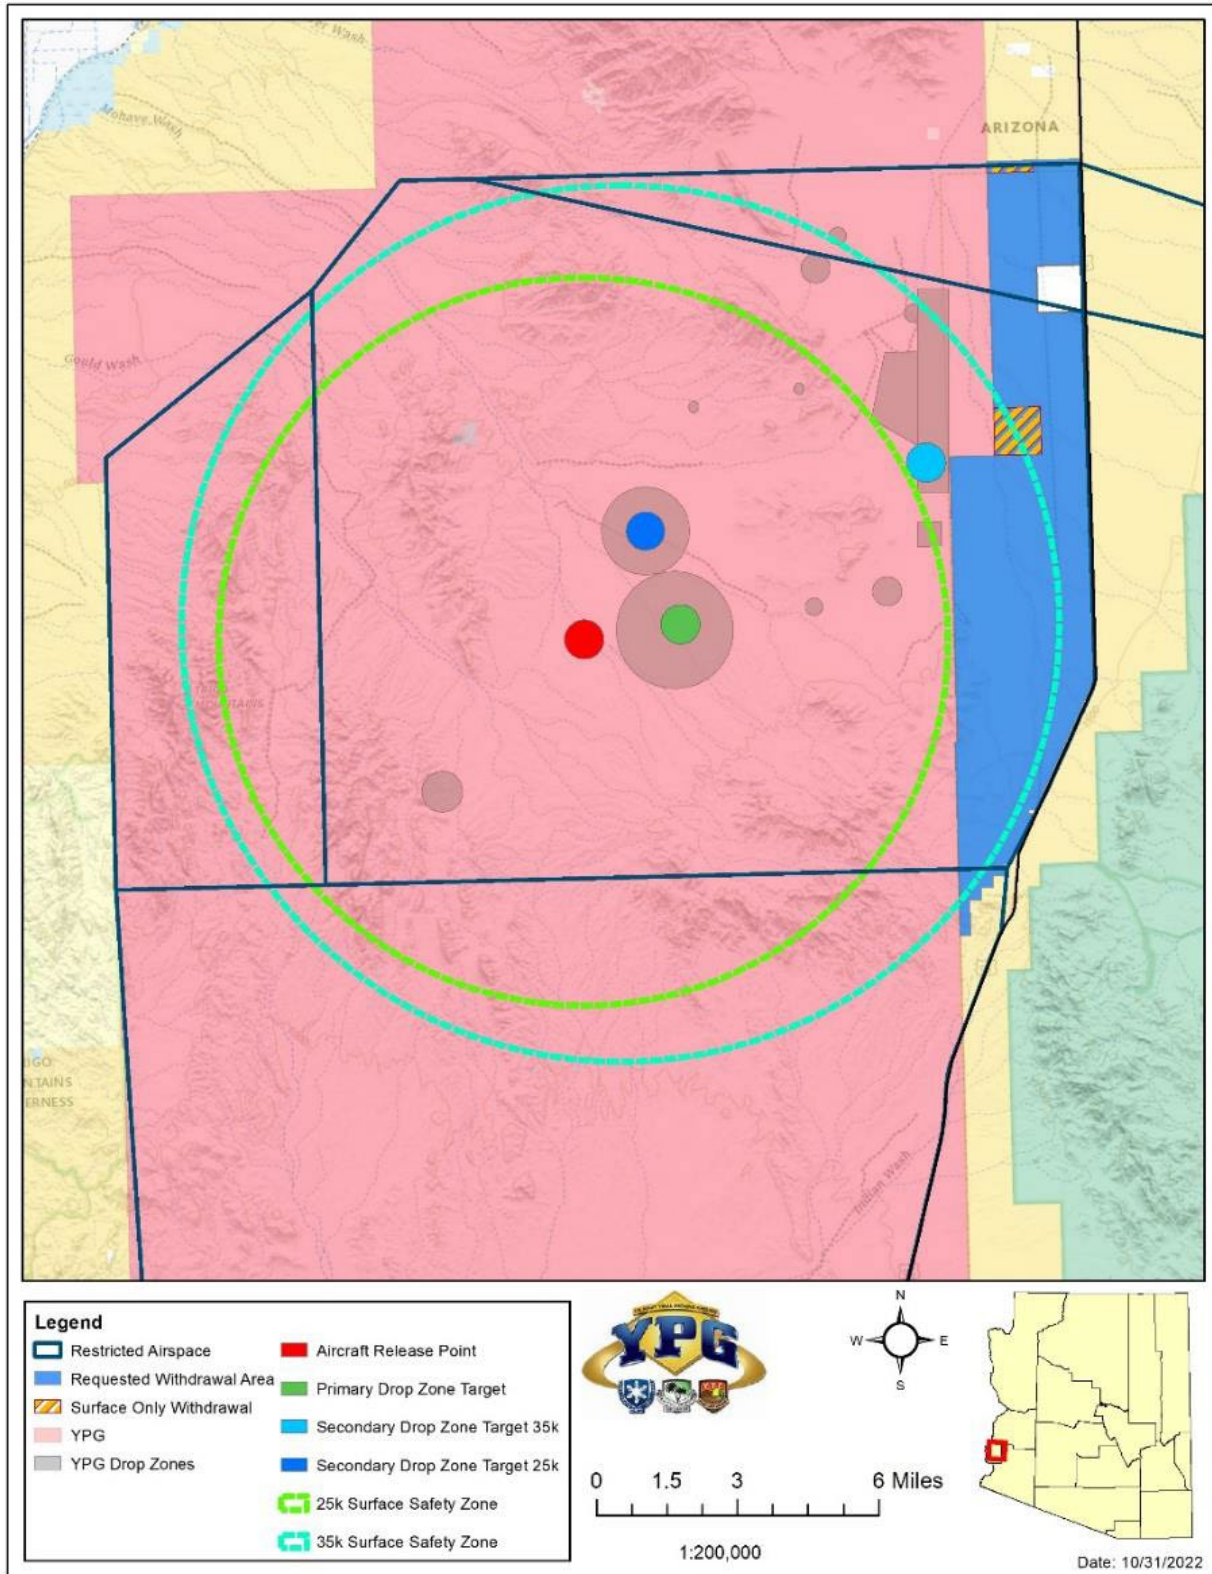 Wash
Mohave Wash
ARIZONA
Gould Wash
NTAINS
ERNESS
Indian Wash
Legend
Restricted Airspace
Requested Withdrawal Area
Surface Only Withdrawal
YPG
YPG Drop Zones
Aircraft Release Point
Primary Drop Zone Target
Secondary Drop Zone Target 35k
Secondary Drop Zone Target 25k
25k Surface Safety Zone
35k Surface Safety Zone
YPG
N
W E
S
0 1.5 3 6 Miles
1:200,000
Date: 10/31/2022